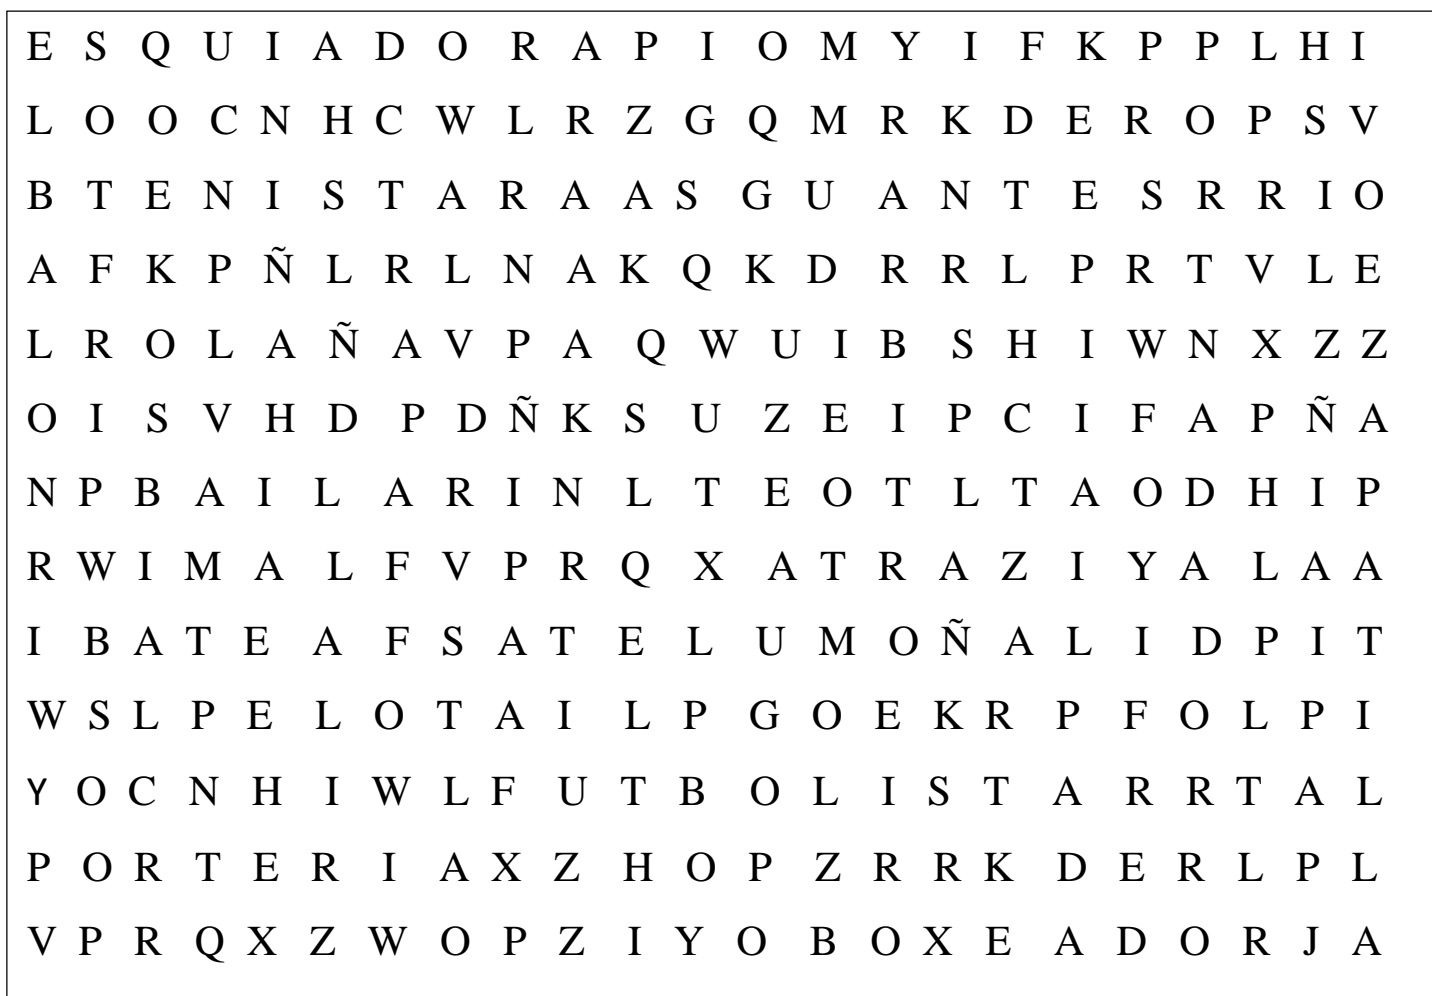 E S Q U I A D O R A P I O M Y I F K P P L H I
L O O C N H C W L R Z G Q M R K D E R O P S V
B T E N I S T A R A A S G U A N T E S R R I O
A F K P Ñ L R L N A K Q K D R R L P R T V L E
L R O L A Ñ A V P A Q W U I B S H I W N X Z Z
O I S V H D P D Ñ K S U Z E I P C I F A P Ñ A
N P B A I L A R I N L T E O T L T A O D H I P
R W I M A L F V P R Q X A T R A Z I Y A L A A
I B A T E A F S A T E L U M O Ñ A L I D P I T
W S L P E L O T A I L P G O E K R P F O L P I
Y O C N H I W L F U T B O L I S T A R R T A L
P O R T E R I A X Z H O P Z R R K D E R L P L
V P R Q X Z W O P Z I Y O B O X E A D O R J A